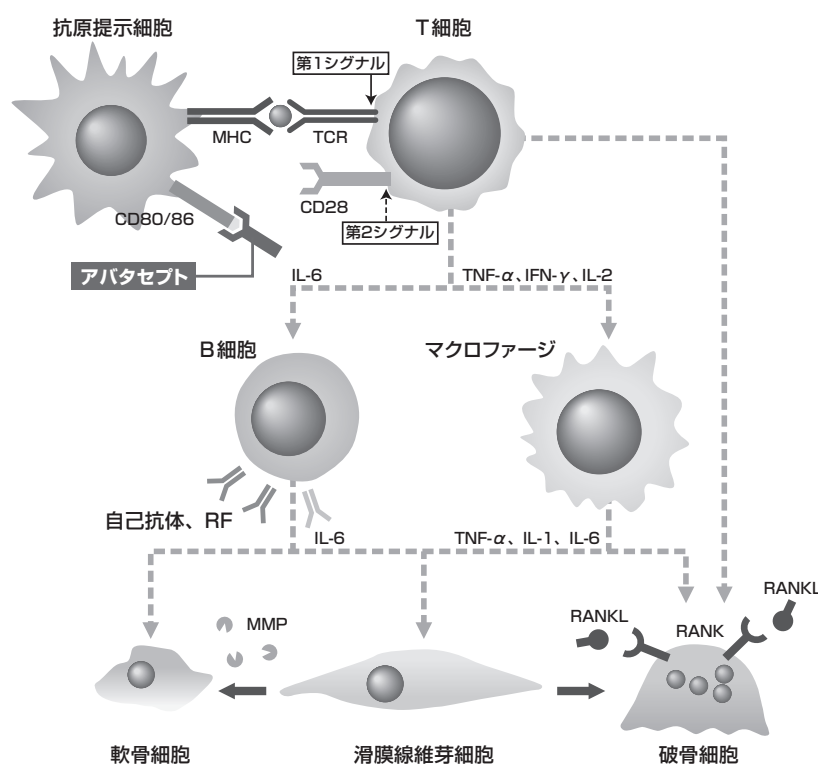 抗原提示細胞
T細胞
第1シグナル
MHC
TCR
CD80/86
CD28
第2シグナル
アバタセプト
IL-6
TNF-α、IFN-γ、IL-2
B細胞
マクロファージ
自己抗体、RF
IL-6
TNF-α、IL-1、IL-6
RANKL
RANKL
RANK
MMP
軟骨細胞
滑膜線維芽細胞
破骨細胞